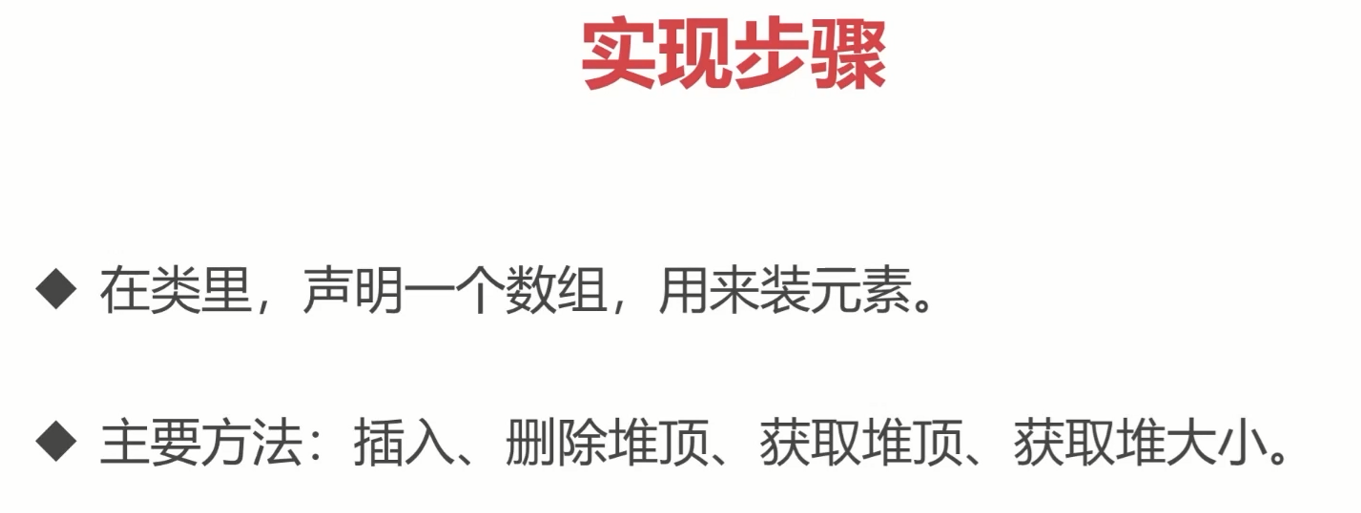 实现步骤
◆ 在类里，声明一个数组，用来装元素。
◆ 主要方法：插入、删除堆顶、获取堆顶、获取堆大小。